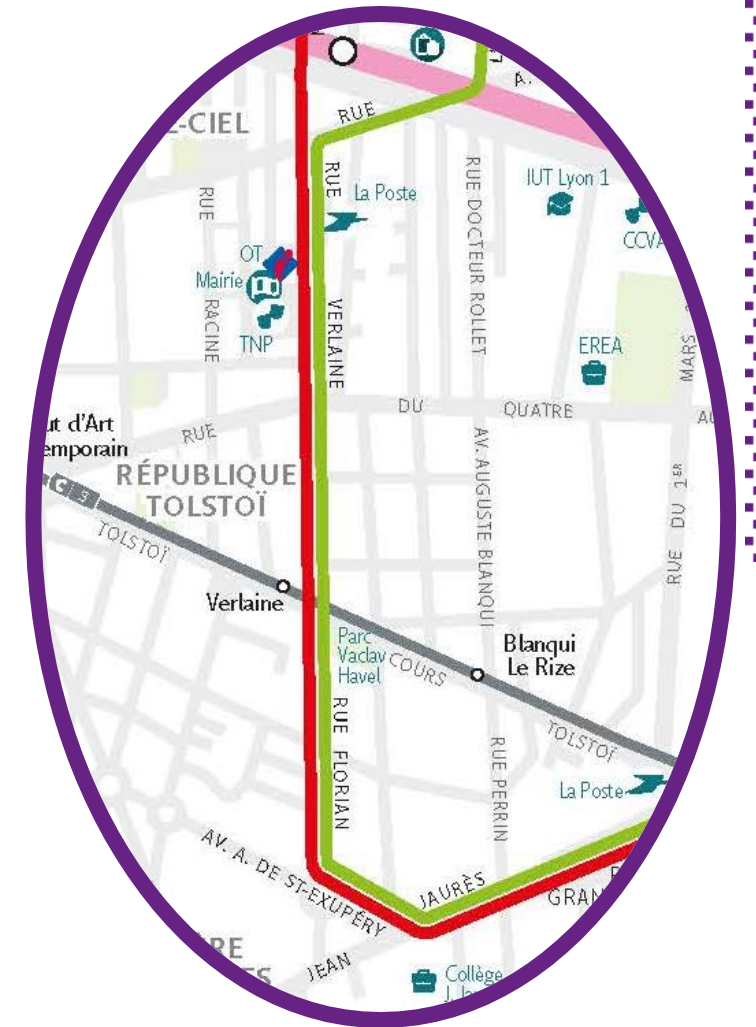 RUE
-CIEL
RUE
La Poste
IUT Lyon 1
RUE
RUE DOCTEUR ROLLET
OT
Mairie
CCVA
TNP
RACINE
VERLAINE
EREA
MARS
DU
QUATRE
ut d'Art
emporain
RUE
RÉPUBLIQUE
TOLSTOÏ
C 3
TOLSTOÏ
AV. AUGUSTE BLANQUI
RUE DU 1ER
Verlaine
Parc
Vaclav
Havel
COURS
Blanqui
Le Rize
TOLSTOÏ
RUE FLORIAN
RUE PERRIN
La Poste
AV. A. DE ST-EXUPÉRY
JAURÈS
GRAN
JEAN
Collège